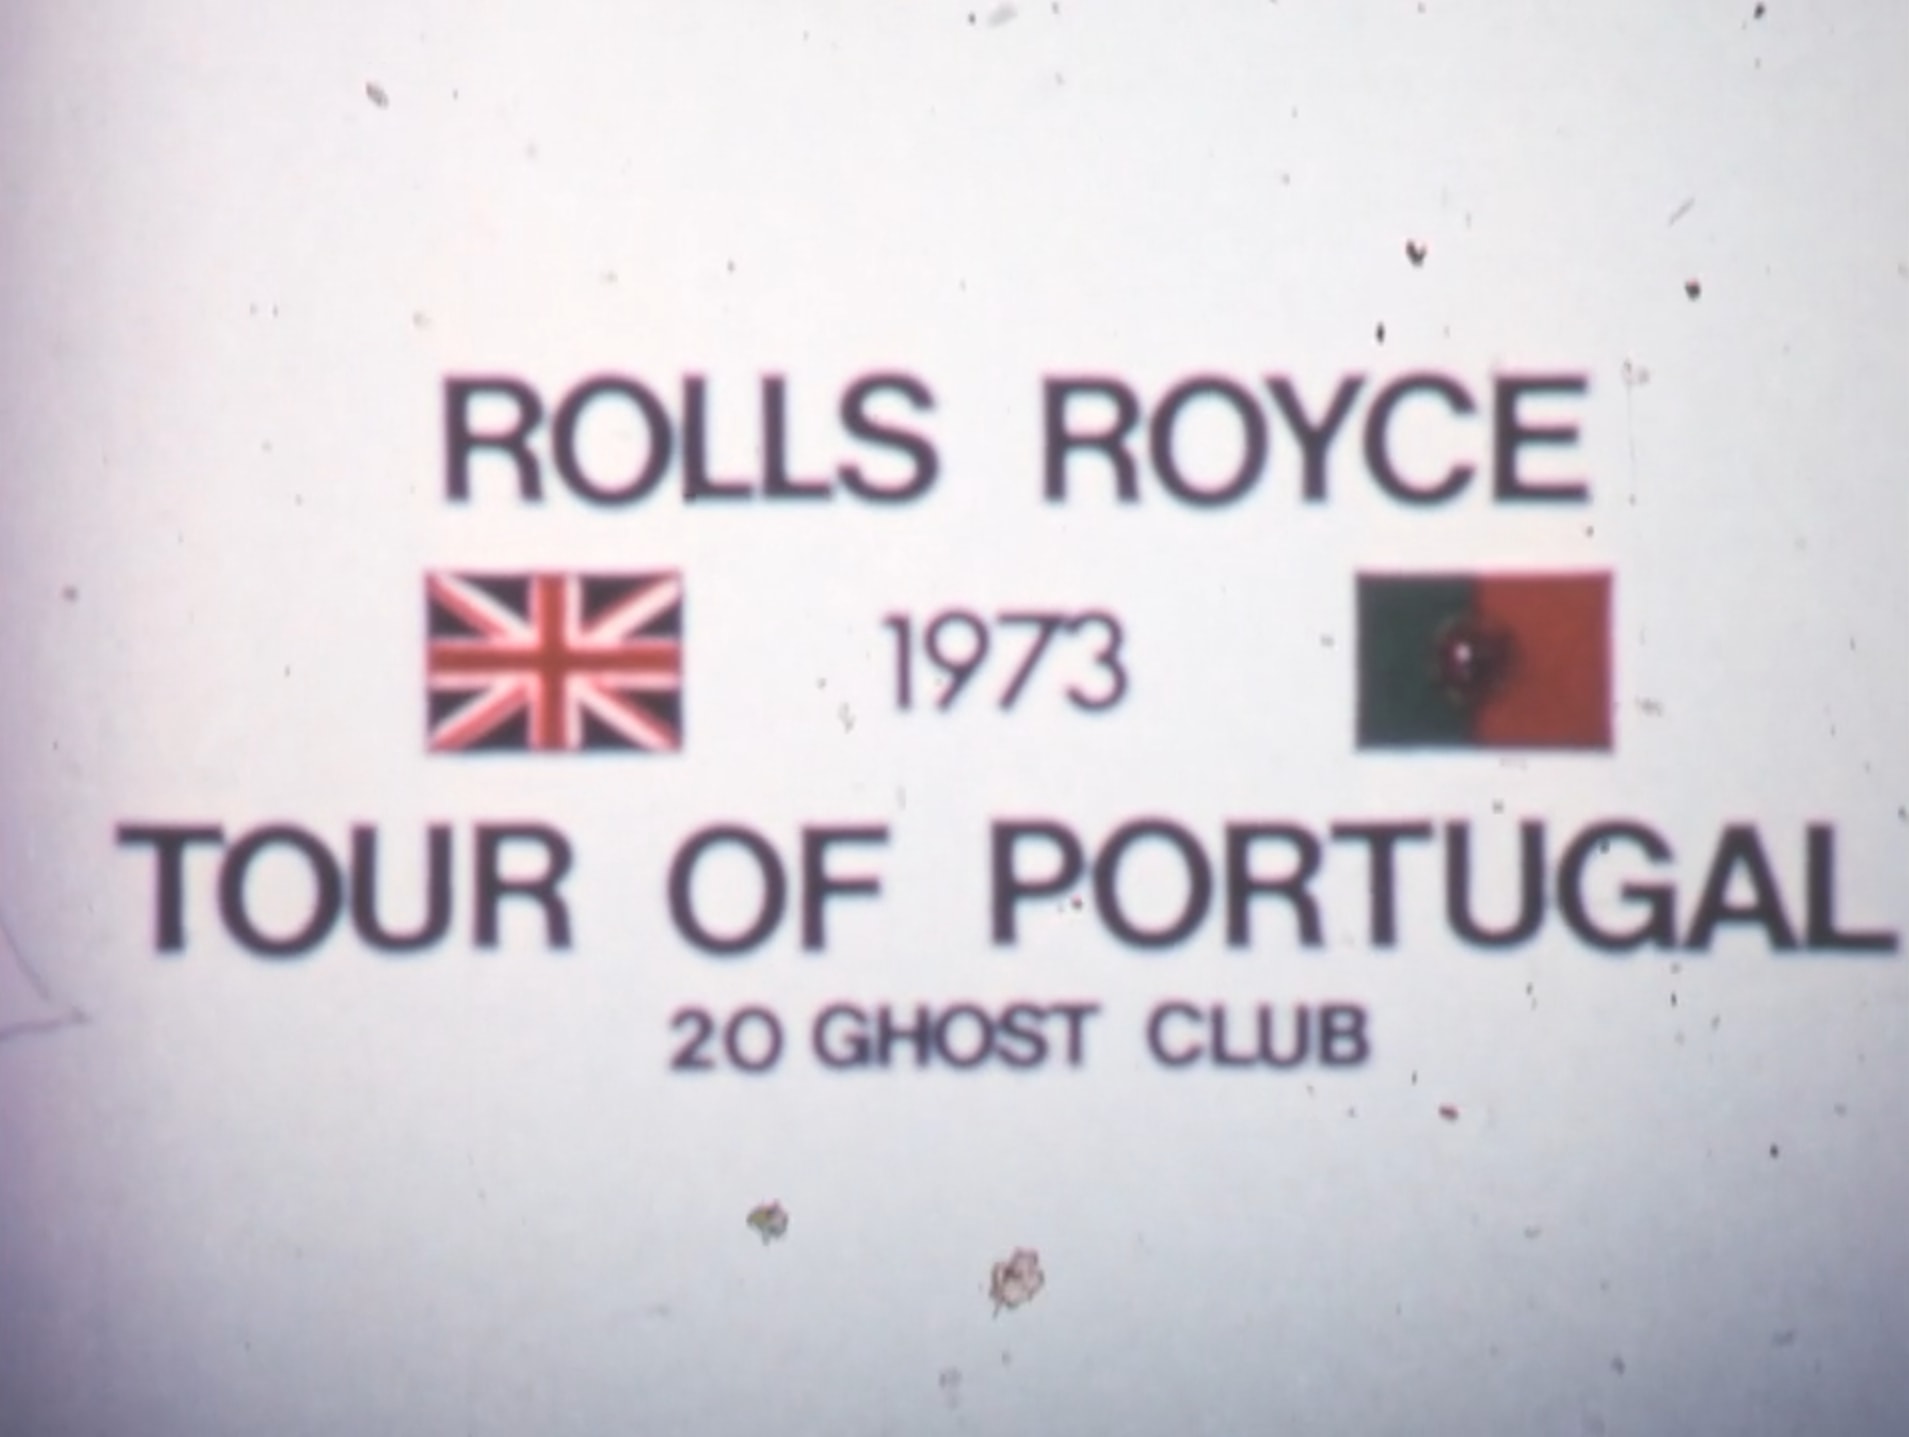 ROLLS ROYCE
1973
TOUR OF PORTUGAL
20 GHOST CLUB